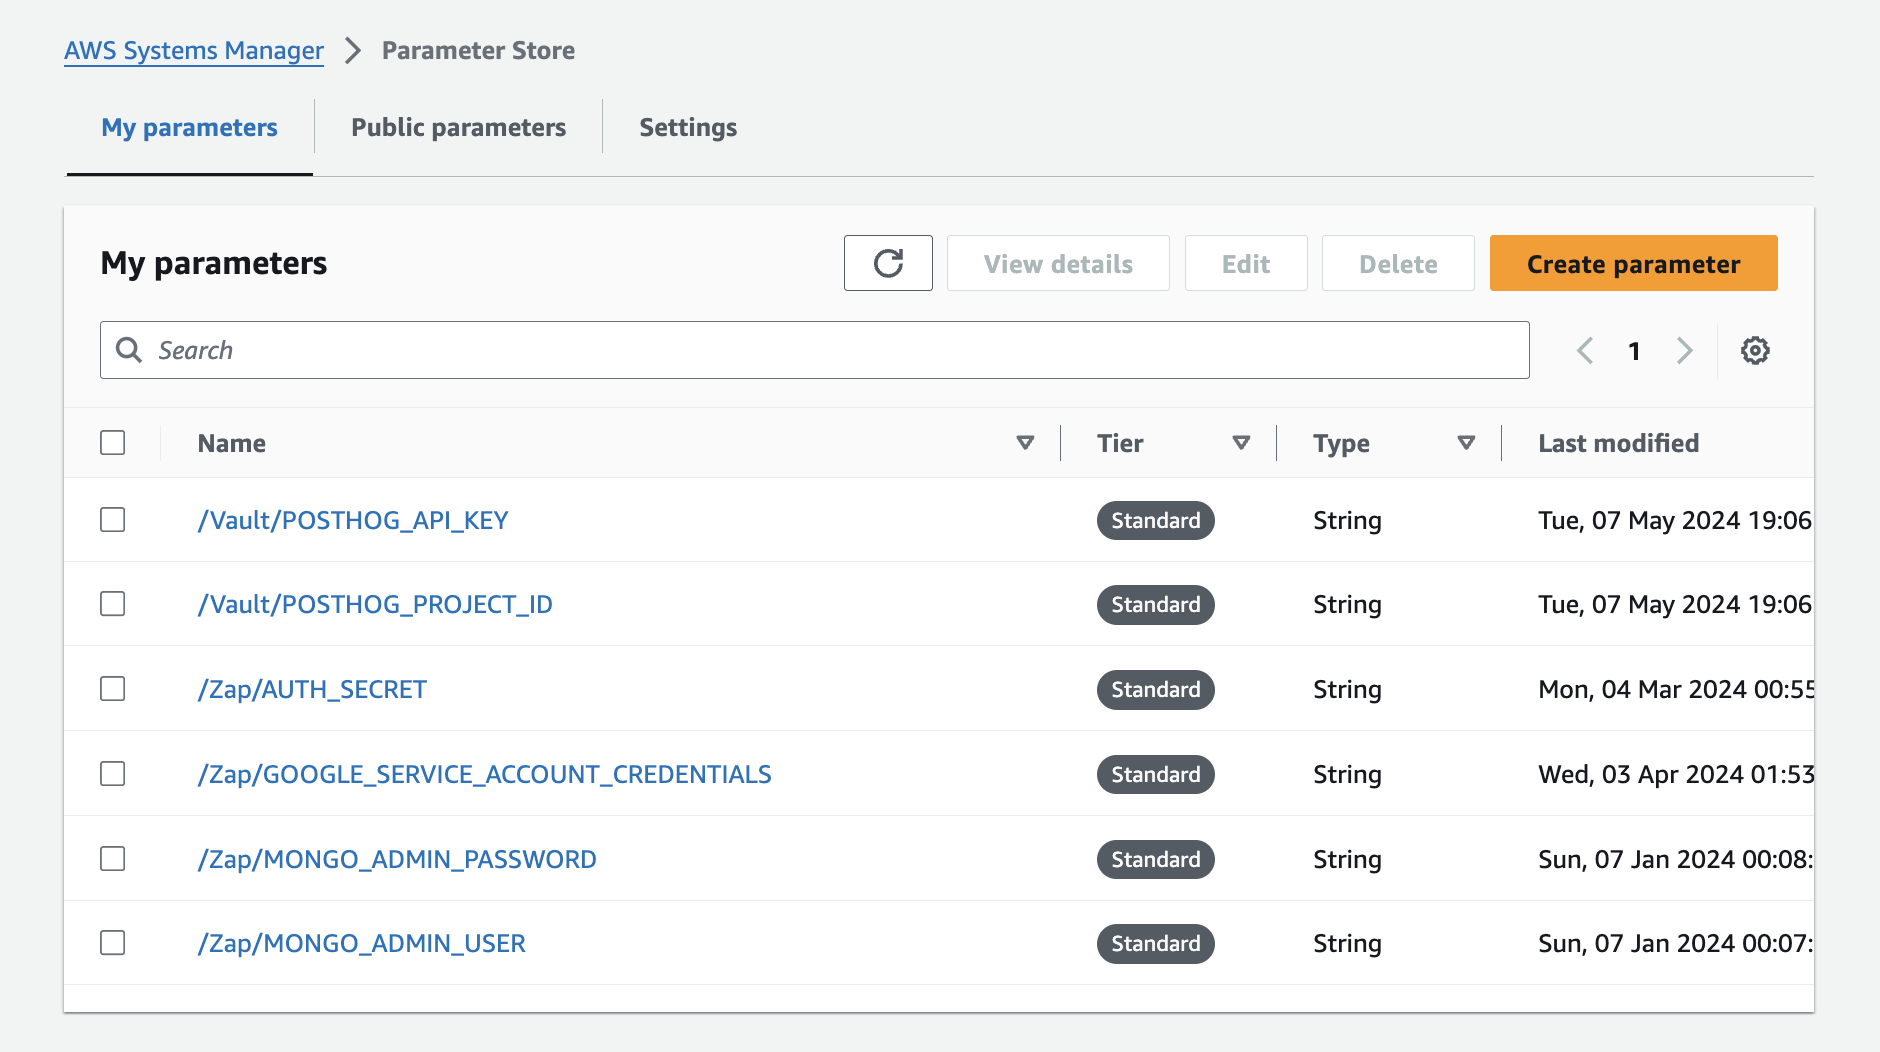 AWS Systems Manager > Parameter Store
My parameters Public parameters Settings
My parameters View details Edit Delete Create parameter
Search 1
Name Tier Type Last modified
/Vault/POSTHOG_API_KEY Standard String Tue, 07 May 2024 19:06
/Vault/POSTHOG_PROJECT_ID Standard String Tue, 07 May 2024 19:06
/Zap/AUTH_SECRET Standard String Mon, 04 Mar 2024 00:55
/Zap/GOOGLE_SERVICE_ACCOUNT_CREDENTIALS Standard String Wed, 03 Apr 2024 01:53
/Zap/MONGO_ADMIN_PASSWORD Standard String Sun, 07 Jan 2024 00:08:
/Zap/MONGO_ADMIN_USER Standard String Sun, 07 Jan 2024 00:07: